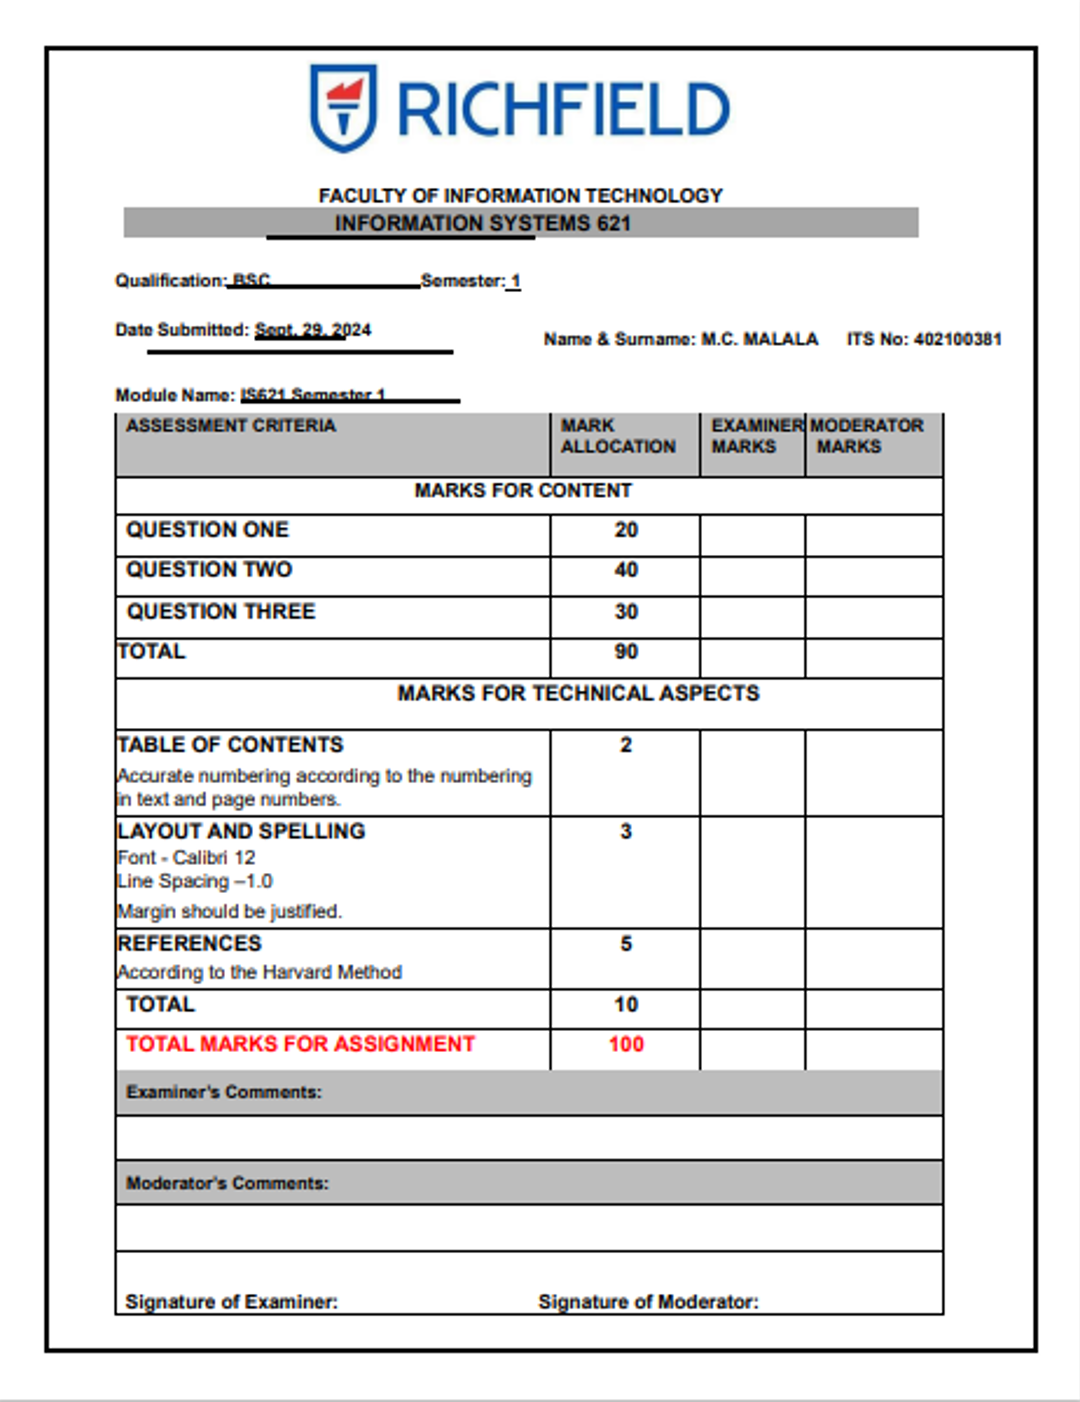 RICHFIELD
FACULTY OF INFORMATION TECHNOLOGY
INFORMATION SYSTEMS 621
Qualification: BSC Semester: 1
Date Submitted: Sept. 29, 2024
Name & Surname: M.C. MALALA ITS No: 402100381
Module Name: IS621 Semester 1
ASSESSMENT CRITERIA MARK ALLOCATION EXAMINER MARKS MODERATOR MARKS
MARKS FOR CONTENT
QUESTION ONE 20
QUESTION TWO 40
QUESTION THREE 30
TOTAL 90
MARKS FOR TECHNICAL ASPECTS
TABLE OF CONTENTS 2
Accurate numbering according to the numbering
in text and page numbers.
LAYOUT AND SPELLING 3
Font - Calibri 12
Line Spacing –1.0
Margin should be justified.
REFERENCES 5
According to the Harvard Method
TOTAL 10
TOTAL MARKS FOR ASSIGNMENT 100
Examiner's Comments:
Moderator's Comments:
Signature of Examiner: Signature of Moderator: